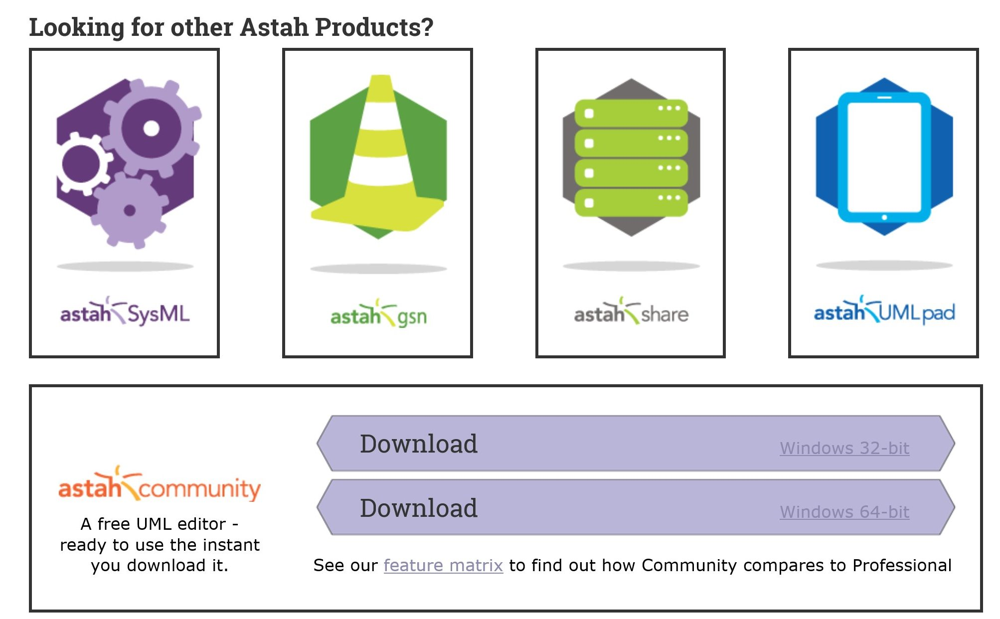 Looking for other Astah Products?
astah SysML
astah gsn
astah share
astah UMLpad
astah community
A free UML editor -
ready to use the instant
you download it.
Download Windows 32-bit
Download Windows 64-bit
See our feature matrix to find out how Community compares to Professional